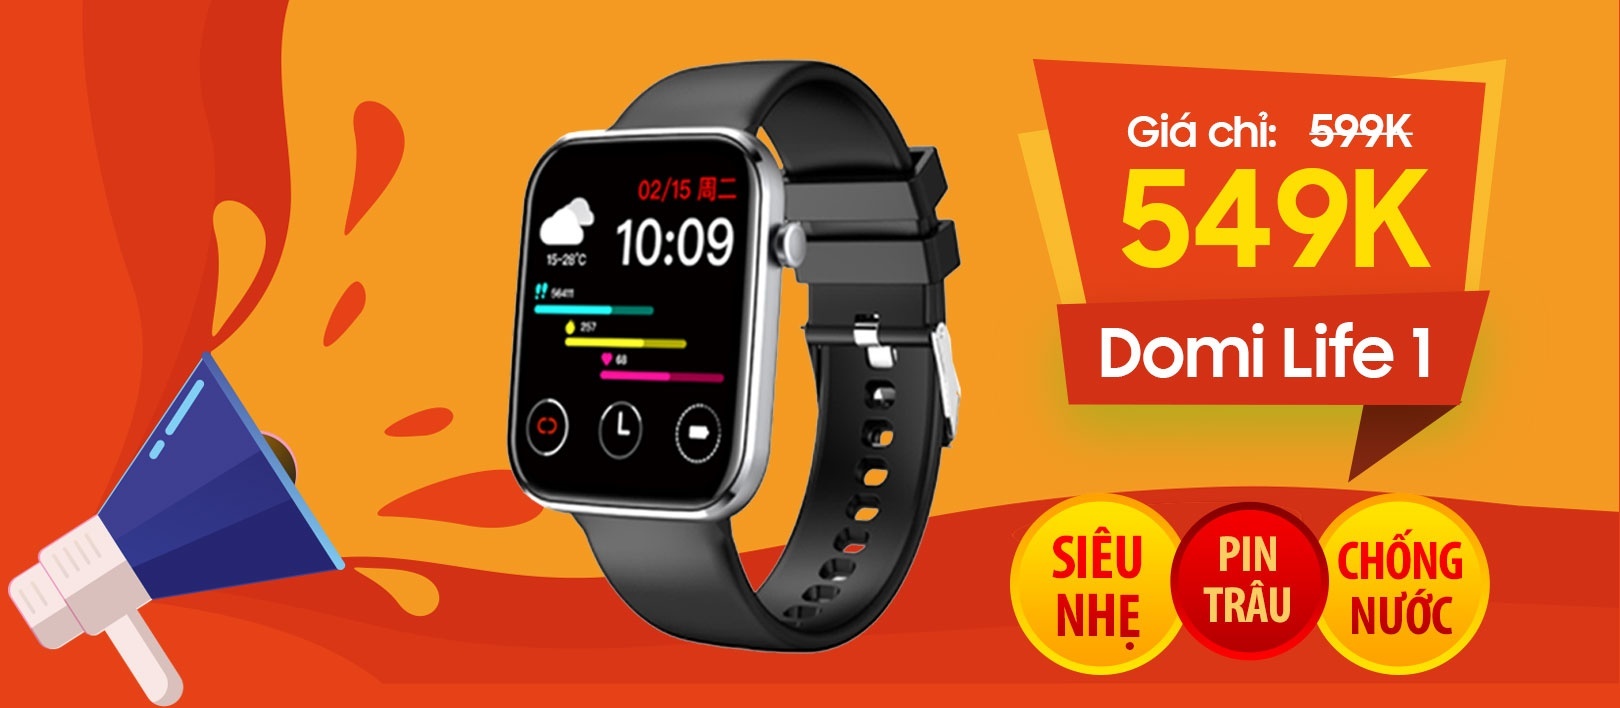 02/15 周二
10:09
15-28°C
56411
257
68
Giá chỉ: 599K
549K
Domi Life 1
SIÊU
NHẸ
PIN
TRÂU
CHỐNG
NƯỚC